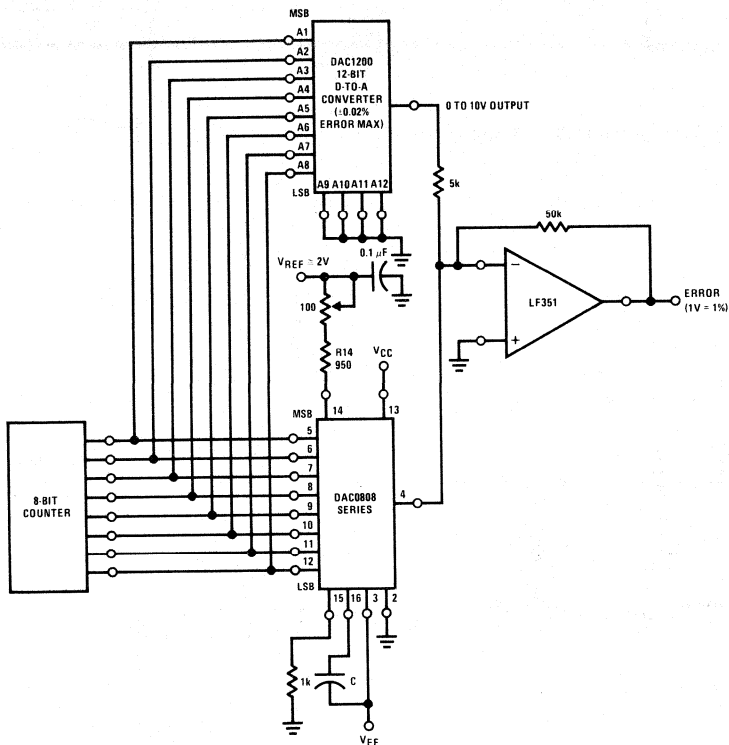 MSB
A1
A2
A3
A4
A5
A6
A7
A8
LSB
DAC1200
12-BIT
D-TO-A
CONVERTER
(±0.02%
ERROR MAX)
A9 A10 A11 A12
0 TO 10V OUTPUT
5k
50k
0.1 µF
VREF = 2V
100
R14
950
VCC
LF351
−
+
ERROR
(1V = 1%)
MSB
14
13
5
6
7
8
9
10
11
12
LSB
8-BIT
COUNTER
DAC0808
SERIES
4
15 16 3 2
1k
C
VEE